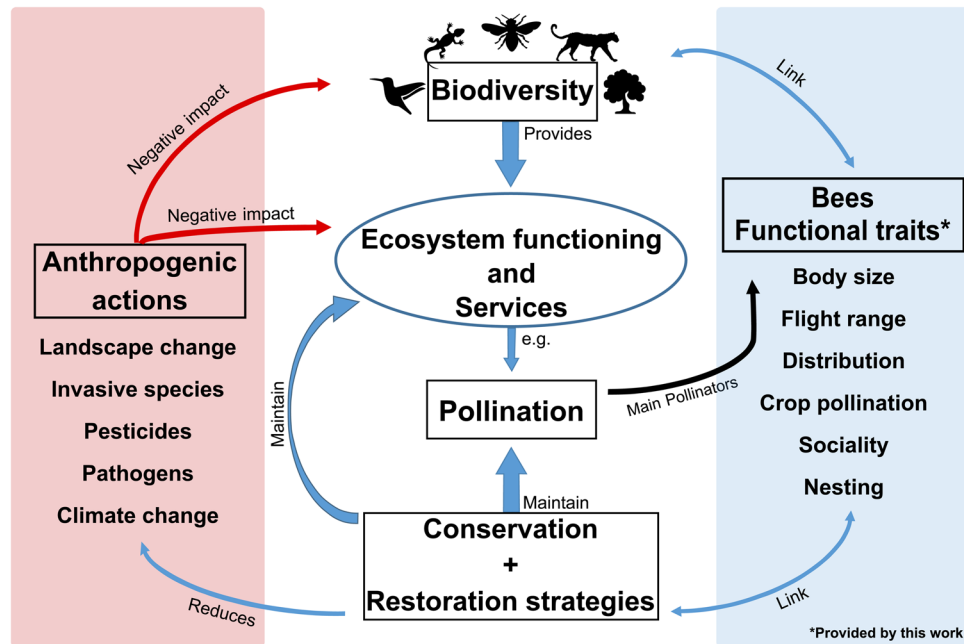 Biodiversity
Provides
Negative impact
Negative impact
Link
Ecosystem functioning
and
Services
e.g.
Anthropogenic
actions
Landscape change
Invasive species
Pesticides
Pathogens
Climate change
Maintain
Pollination
Main Pollinators
Maintain
Conservation
+
Restoration strategies
Reduces
Link
Bees
Functional traits*
Body size
Flight range
Distribution
Crop pollination
Sociality
Nesting
*Provided by this work